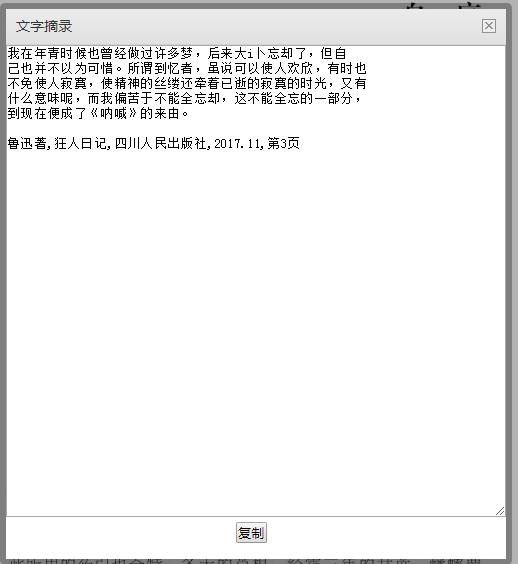 文字摘录
我在年青时候也曾经做过许多梦，后来大i卜忘却了，但自
己也并不以为可惜。所谓到忆者，虽说可以使人欢欣，有时也
不免使人寂寞，使精神的丝缕还牵着已逝的寂寞的时光，又有
什么意味呢，而我偏苦于不能全忘却，这不能全忘的一部分，
到现在便成了《呐喊》的来由。
鲁迅著,狂人日记,四川人民出版社,2017.11,第3页
复制